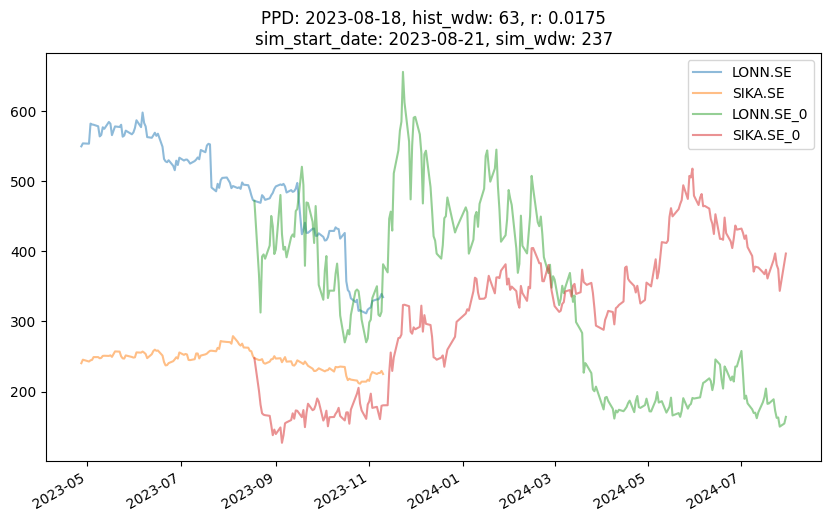 PPD: 2023-08-18, hist_wdw: 63, r: 0.0175
sim_start_date: 2023-08-21, sim_wdw: 237
LONN.SE
SIKA.SE
LONN.SE_0
SIKA.SE_0
600
500
400
300
200
2023-05
2023-07
2023-09
2023-11
2024-01
2024-03
2024-05
2024-07